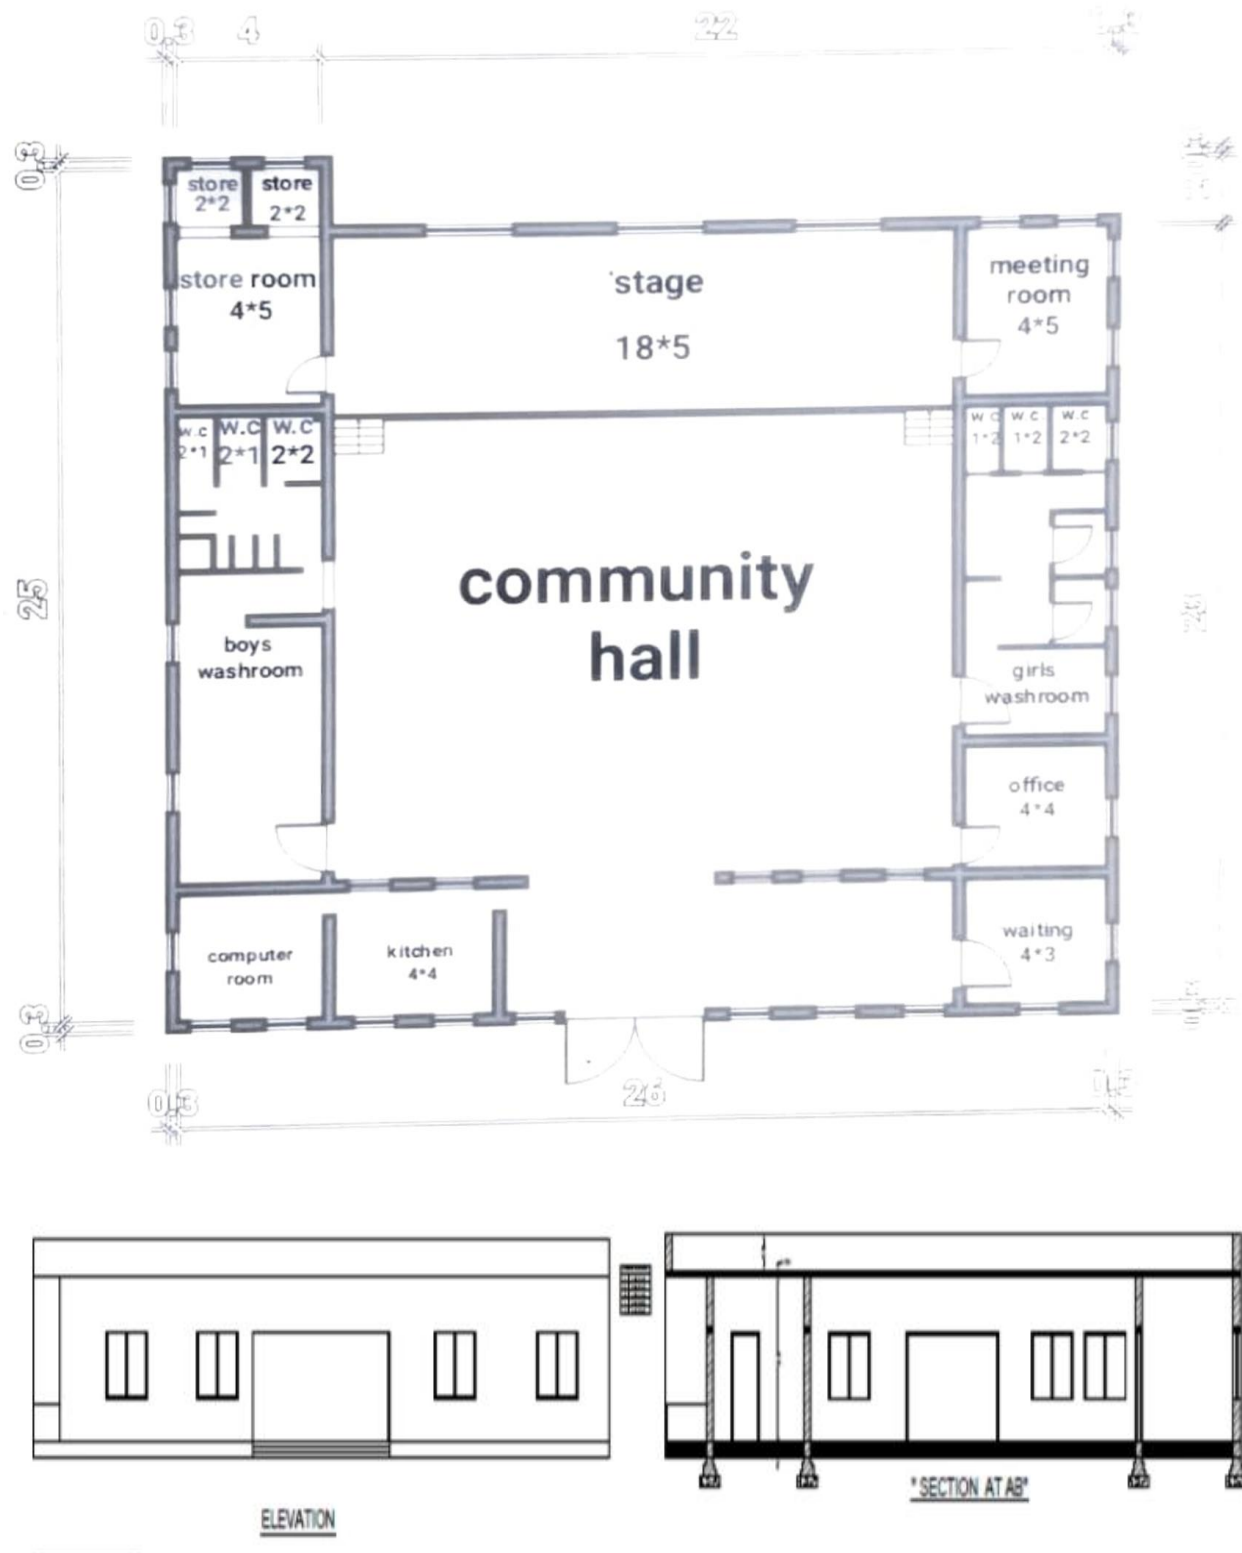 0.3 4 22
0.3
store
2*2
store
2*2
store room
4*5
stage
18*5
meeting
room
4*5
w.c
2*1
w.c
2*1
w.c
2*2
w c
1*2
w c
1*2
w.c
2*2
community
hall
25
boys
washroom
girls
washroom
office
4*4
computer
room
kitchen
4*4
waiting
4*3
0.3
0.3
26
ELEVATION
" SECTION AT AB"